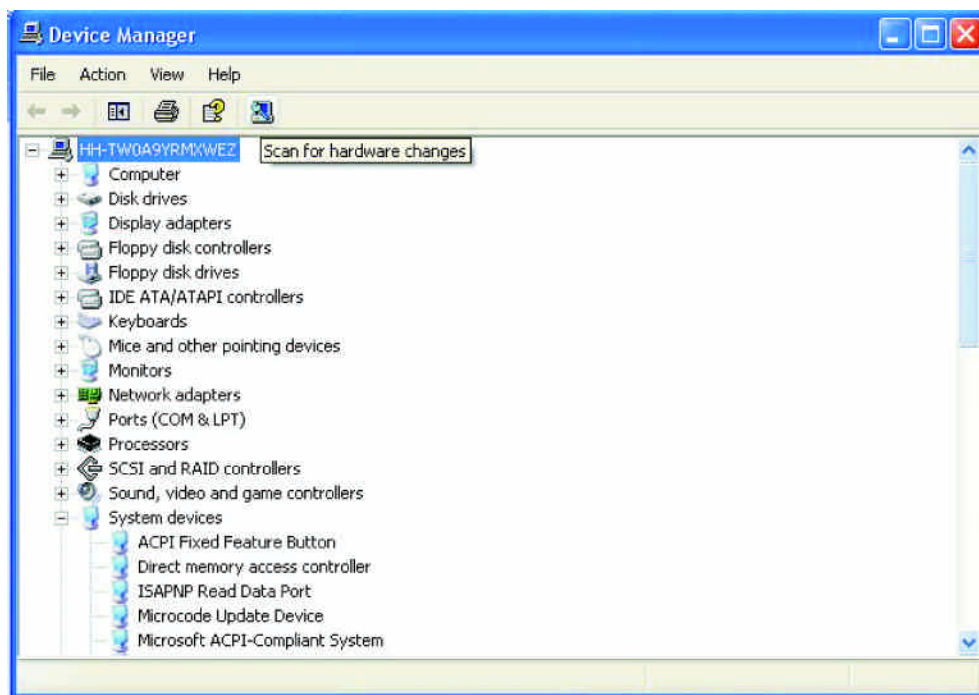 Device Manager
File Action View Help
HH-TW0A9YRMXWEZ Scan for hardware changes
Computer
Disk drives
Display adapters
Floppy disk controllers
Floppy disk drives
IDE ATA/ATAPI controllers
Keyboards
Mice and other pointing devices
Monitors
Network adapters
Ports (COM & LPT)
Processors
SCSI and RAID controllers
Sound, video and game controllers
System devices
ACPI Fixed Feature Button
Direct memory access controller
ISAPNP Read Data Port
Microcode Update Device
Microsoft ACPI-Compliant System